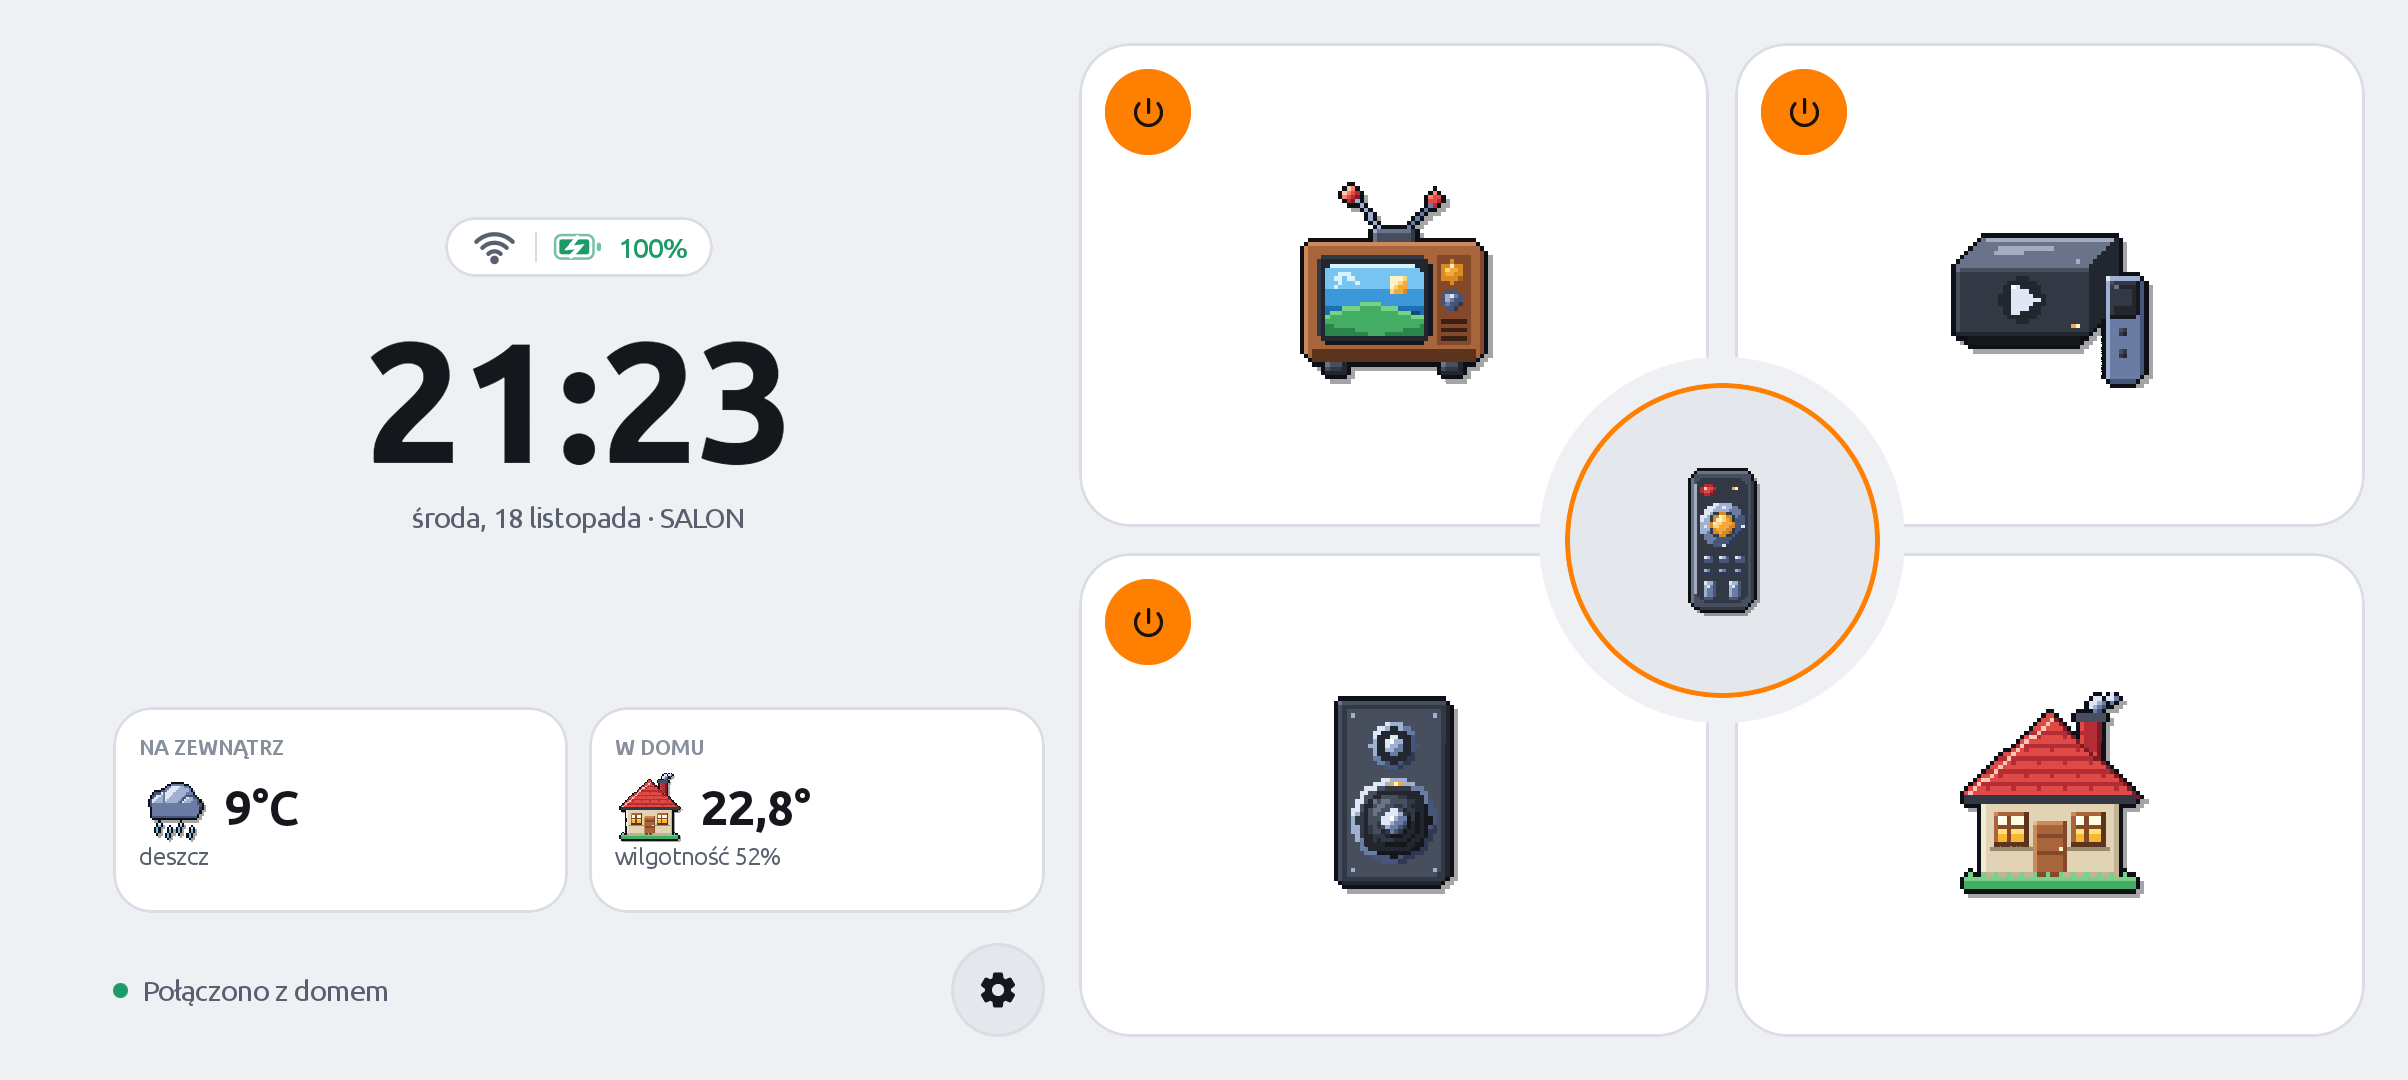 100%
21:23
środa, 18 listopada · SALON
NA ZEWNĄTRZ
9°C
deszcz
W DOMU
22,8°
wilgotność 52%
Połączono z domem